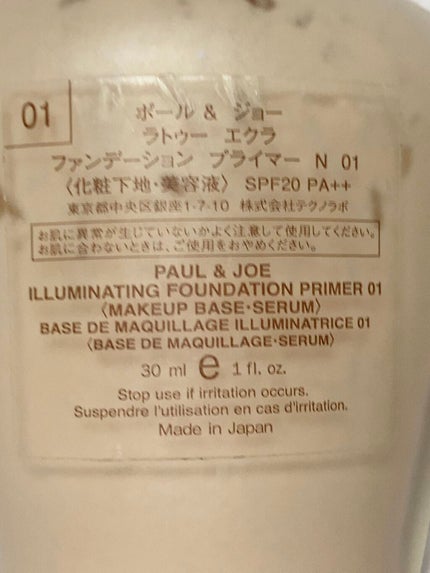 01
ポール & ジョー
ラトゥー エクラ
ファンデーション プライマー N 01
〈化粧下地・美容液〉 SPF20 PA++
東京都中央区銀座1-7-10 株式会社テクノラボ
お肌に異常が生じていないかよく注意して使用してください。
お肌に合わないときは、ご使用をおやめください。
PAUL & JOE
ILLUMINATING FOUNDATION PRIMER 01
〈MAKEUP BASE·SERUM〉
BASE DE MAQUILLAGE ILLUMINATRICE 01
〈BASE DE MAQUILLAGE·SERUM〉
30 ml ℮ 1 fl. oz.
Stop use if irritation occurs.
Suspendre l'utilisation en cas d'irritation.
Made in Japan